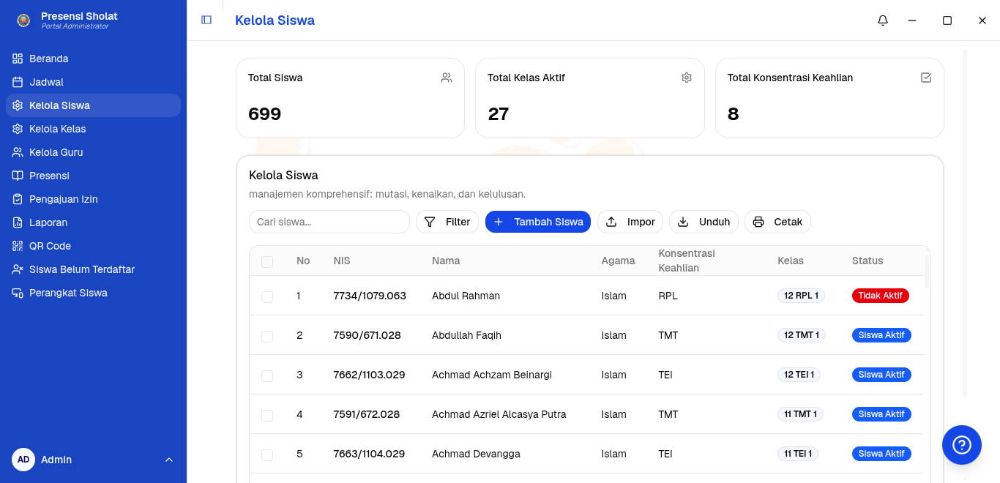 Presensi Sholat
Portal Administrator
Beranda
Jadwal
Kelola Siswa
Kelola Kelas
Kelola Guru
Presensi
Pengajuan Izin
Laporan
QR Code
Siswa Belum Terdaftar
Perangkat Siswa
AD Admin
Kelola Siswa
Total Siswa
699
Total Kelas Aktif
27
Total Konsentrasi Keahlian
8
Kelola Siswa
manajemen komprehensif: mutasi, kenaikan, dan kelulusan.
Cari siswa... Filter Tambah Siswa Impor Unduh Cetak
No NIS Nama Agama Konsentrasi Keahlian Kelas Status
1 7734/1079.063 Abdul Rahman Islam RPL 12 RPL 1 Tidak Aktif
2 7590/671.028 Abdullah Faqih Islam TMT 12 TMT 1 Siswa Aktif
3 7662/1103.029 Achmad Achzam Beinargi Islam TEI 12 TEI 1 Siswa Aktif
4 7591/672.028 Achmad Azriel Alcasya Putra Islam TMT 11 TMT 1 Siswa Aktif
5 7663/1104.029 Achmad Devangga Islam TEI 11 TEI 1 Siswa Aktif